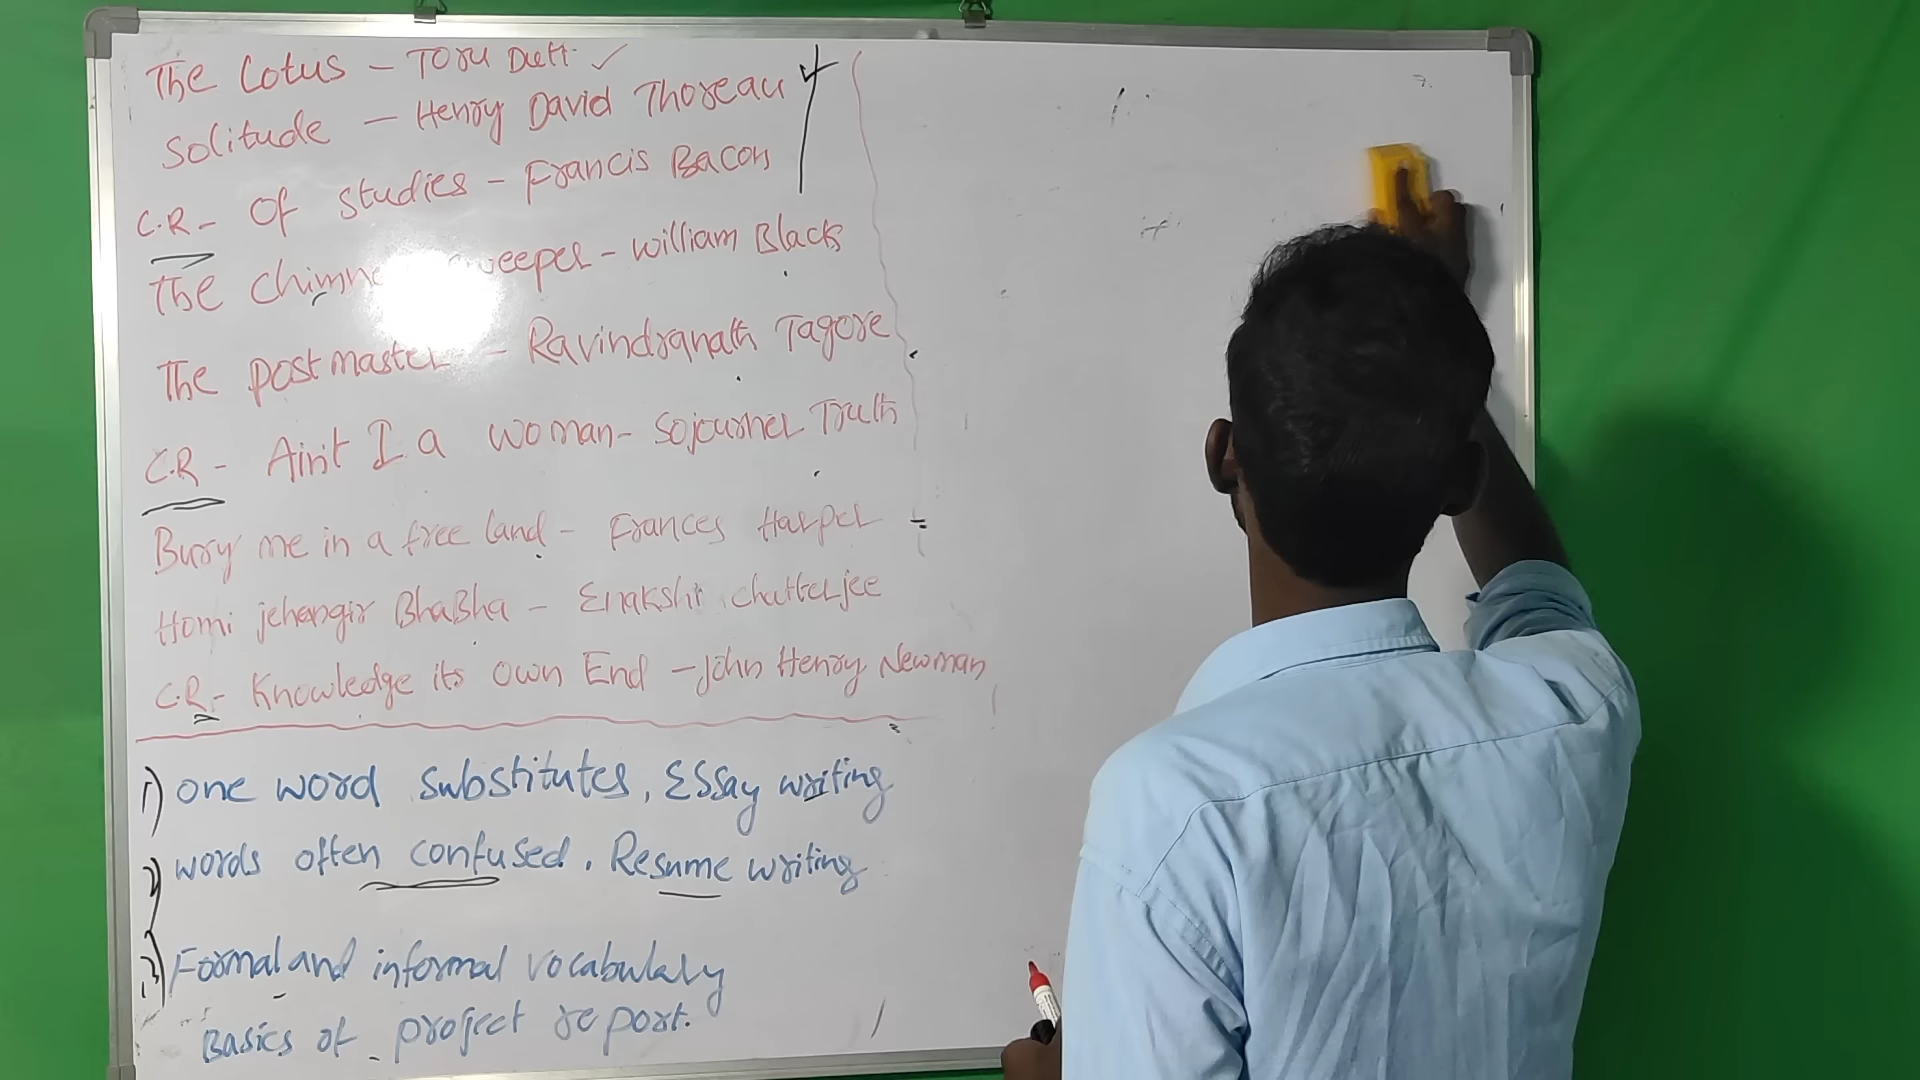 The Lotus - Toru Dutt ✓
Solitude - Henry David Thoreau
C.R - Of studies - Francis Bacon
The Chimney Sweeper - William Black
The Postmaster - Ravindranath Tagore
C.R - Ain't I a woman - Sojourner Truth
Bury me in a free land - Frances Harper
Homi jehangir BhaBha - Enakshi chatterjee
C.R - Knowledge its Own End - John Henry Newman
1) one word substitutes, Essay writing
2) words often confused. Resume writing
3) Formal and informal vocabulary
Basics of project report.